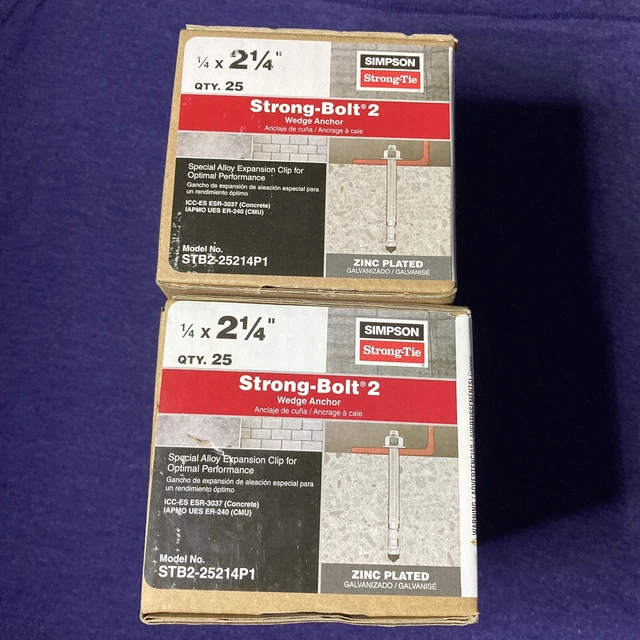 ¼ x 2¼"
QTY. 25
SIMPSON
Strong-Tie
Strong-Bolt® 2
Wedge Anchor
Anclaje de cuña / Ancrage à cale
Special Alloy Expansion Clip for
Optimal Performance
Gancho de expansión de aleación especial para
un rendimiento óptimo
ICC-ES ESR-3037 (Concrete)
IAPMO UES ER-240 (CMU)
Model No.
STB2-25214P1
ZINC PLATED
GALVANIZADO / GALVANISÉ
¼ x 2¼"
QTY. 25
SIMPSON
Strong-Tie
Strong-Bolt® 2
Wedge Anchor
Anclaje de cuña / Ancrage à cale
Special Alloy Expansion Clip for
Optimal Performance
Gancho de expansión de aleación especial para
un rendimiento óptimo
ICC-ES ESR-3037 (Concrete)
IAPMO UES ER-240 (CMU)
Model No.
STB2-25214P1
ZINC PLATED
GALVANIZADO / GALVANISÉ
WARNING